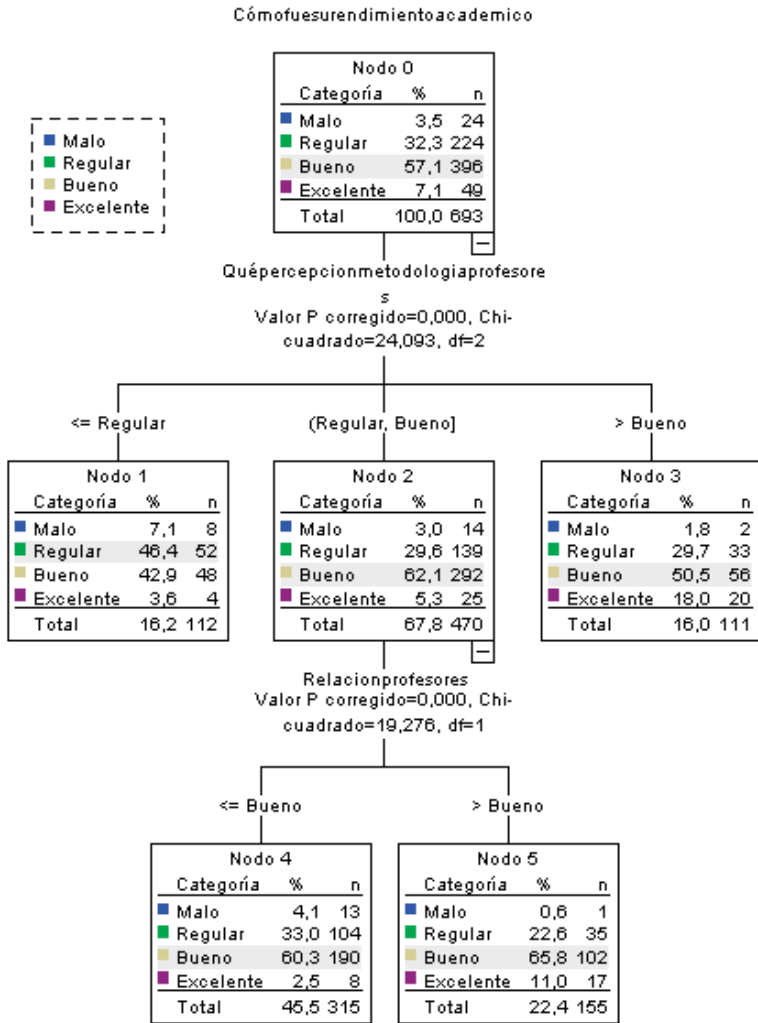 Cómofuesurendimientoacademico
Nodo 0
Categoría % n
Malo 3,5 24
Regular 32,3 224
Bueno 57,1 396
Excelente 7,1 49
Total 100,0 693
Malo
Regular
Bueno
Excelente
Quépercepcionmetodologiaprofesore
s
Valor P corregido=0,000, Chi-
cuadrado=24,093, df=2
<= Regular
(Regular, Bueno]
> Bueno
Nodo 1
Categoría % n
Malo 7,1 8
Regular 46,4 52
Bueno 42,9 48
Excelente 3,6 4
Total 16,2 112
Nodo 2
Categoría % n
Malo 3,0 14
Regular 29,6 139
Bueno 62,1 292
Excelente 5,3 25
Total 67,8 470
Nodo 3
Categoría % n
Malo 1,8 2
Regular 29,7 33
Bueno 50,5 56
Excelente 18,0 20
Total 16,0 111
Relacionprofesores
Valor P corregido=0,000, Chi-
cuadrado=19,276, df=1
<= Bueno
> Bueno
Nodo 4
Categoría % n
Malo 4,1 13
Regular 33,0 104
Bueno 60,3 190
Excelente 2,5 8
Total 45,5 315
Nodo 5
Categoría % n
Malo 0,6 1
Regular 22,6 35
Bueno 65,8 102
Excelente 11,0 17
Total 22,4 155